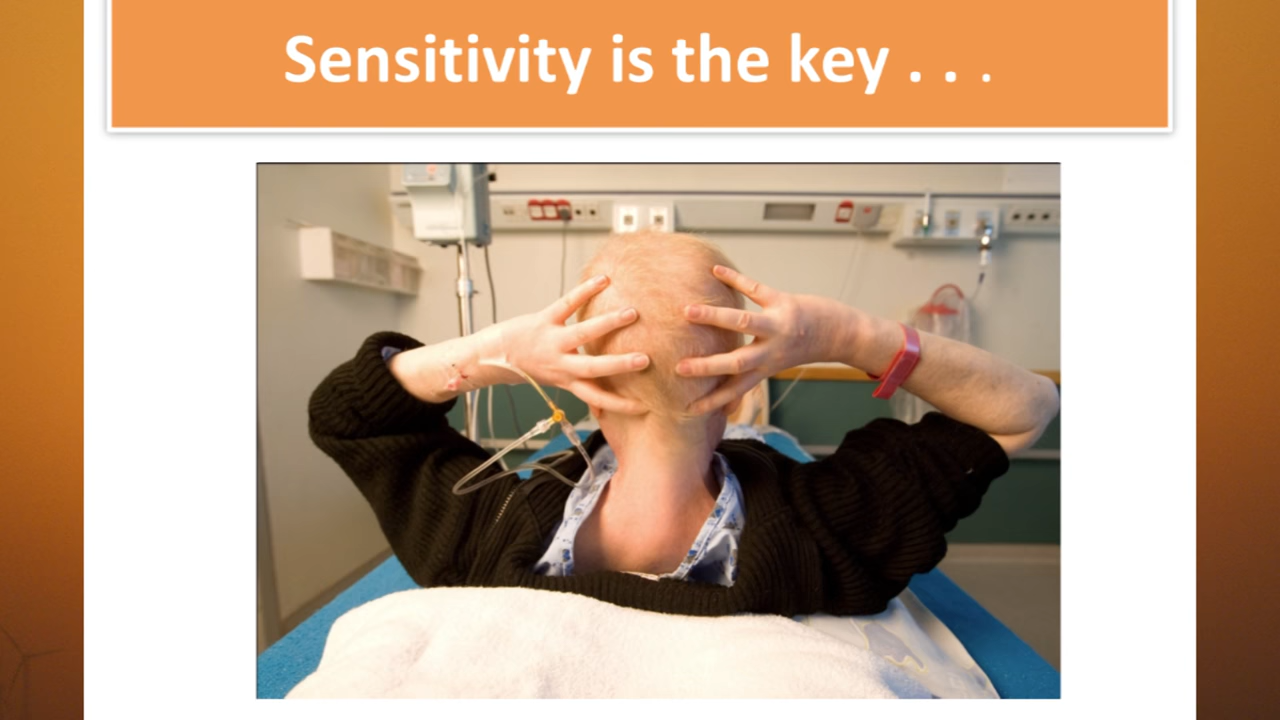 Sensitivity is the key . . .